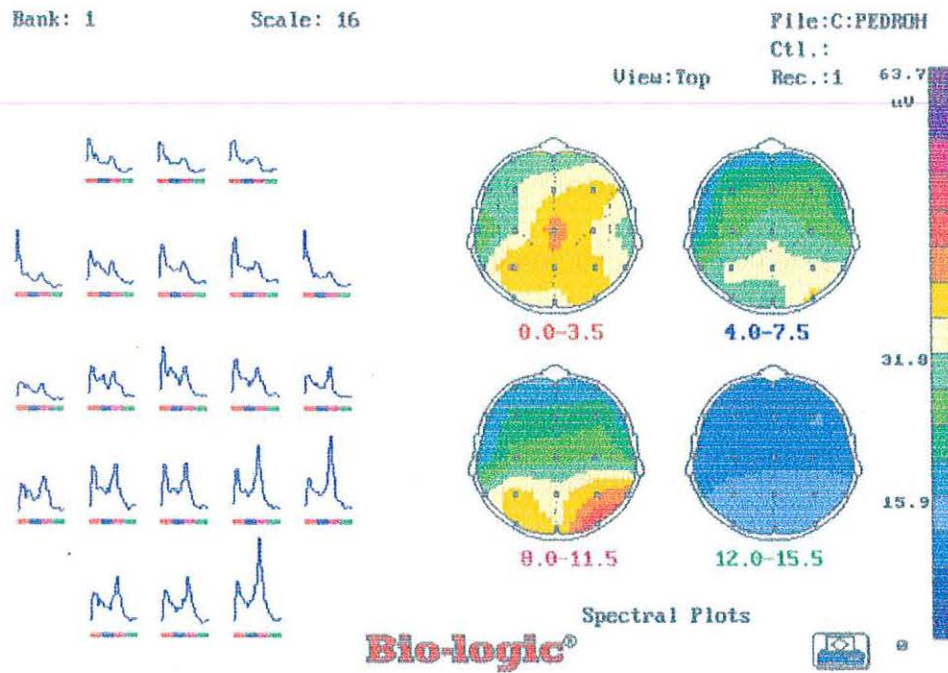 Bank: 1 Scale: 16 File:C:PEDROH
Ctl.:
View:Top Rec.:1 63.7
uV
0.0-3.5 4.0-7.5
31.8
15.9
8.0-11.5 12.0-15.5
Spectral Plots
Bio-logic® 0